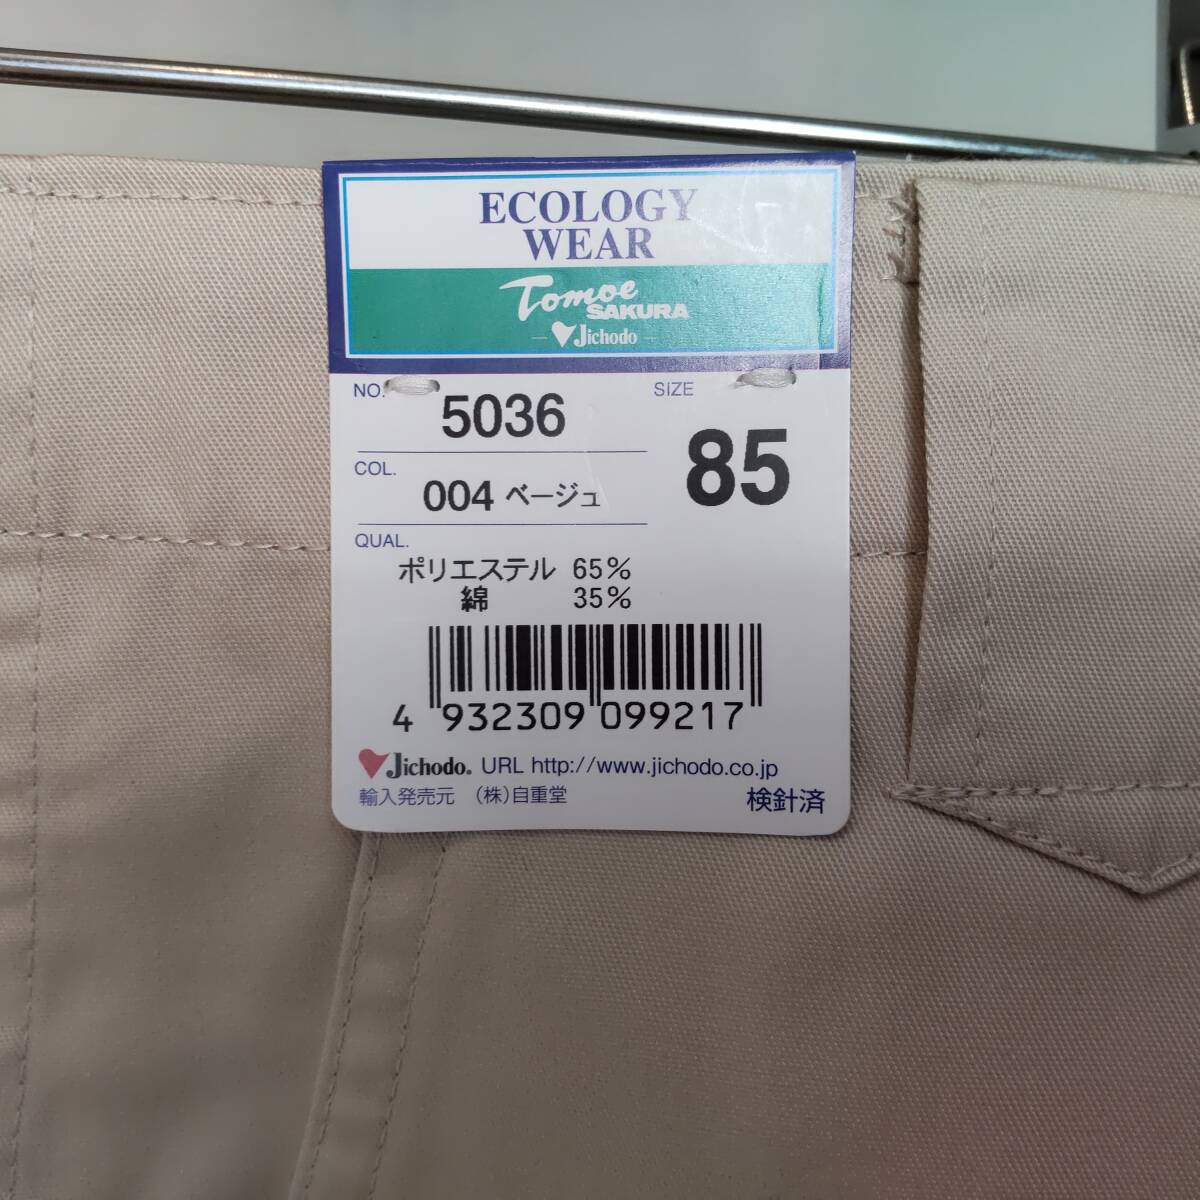 ECOLOGY
WEAR
Tomoe
SAKURA
Jichodo
NO. 5036
SIZE 85
COL. 004 ベージュ
QUAL.
ポリエステル 65%
綿 35%
4 932309 099217
Jichodo® URL http://www.jichodo.co.jp
輸入発売元 (株)自重堂
検針済